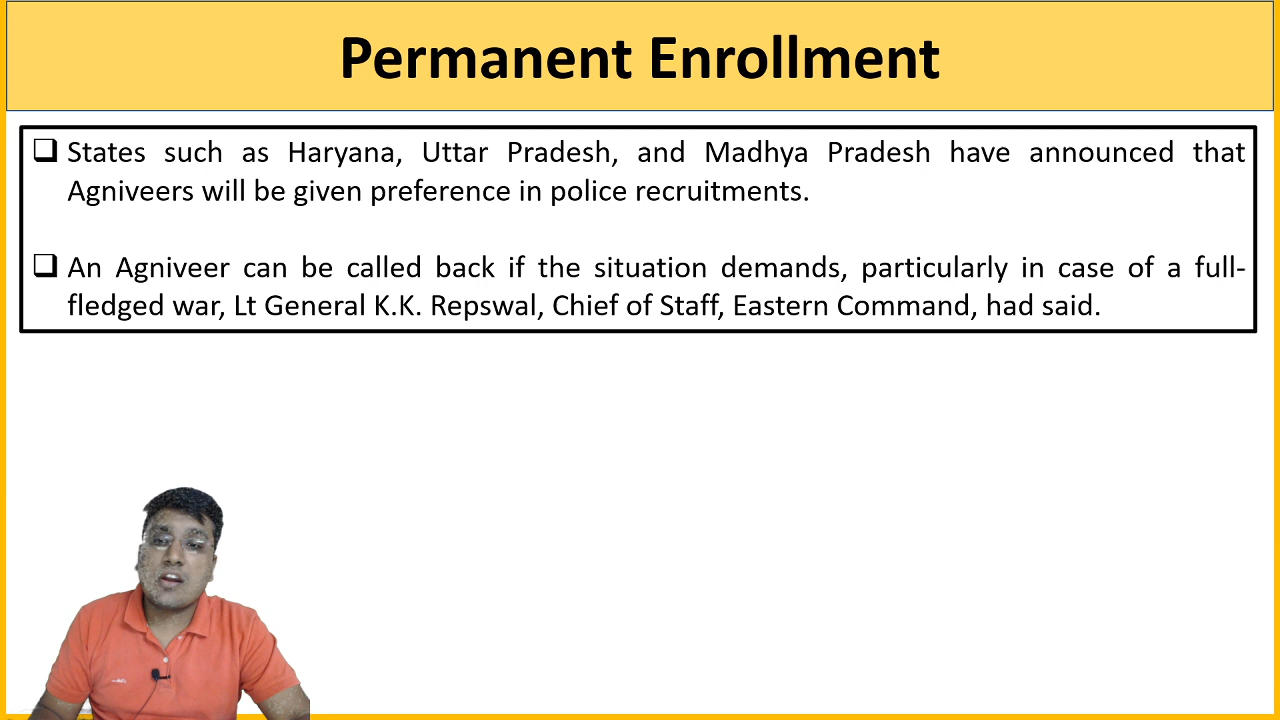 Permanent Enrollment
States such as Haryana, Uttar Pradesh, and Madhya Pradesh have announced that
Agniveers will be given preference in police recruitments.
An Agniveer can be called back if the situation demands, particularly in case of a full-
fledged war, Lt General K.K. Repswal, Chief of Staff, Eastern Command, had said.